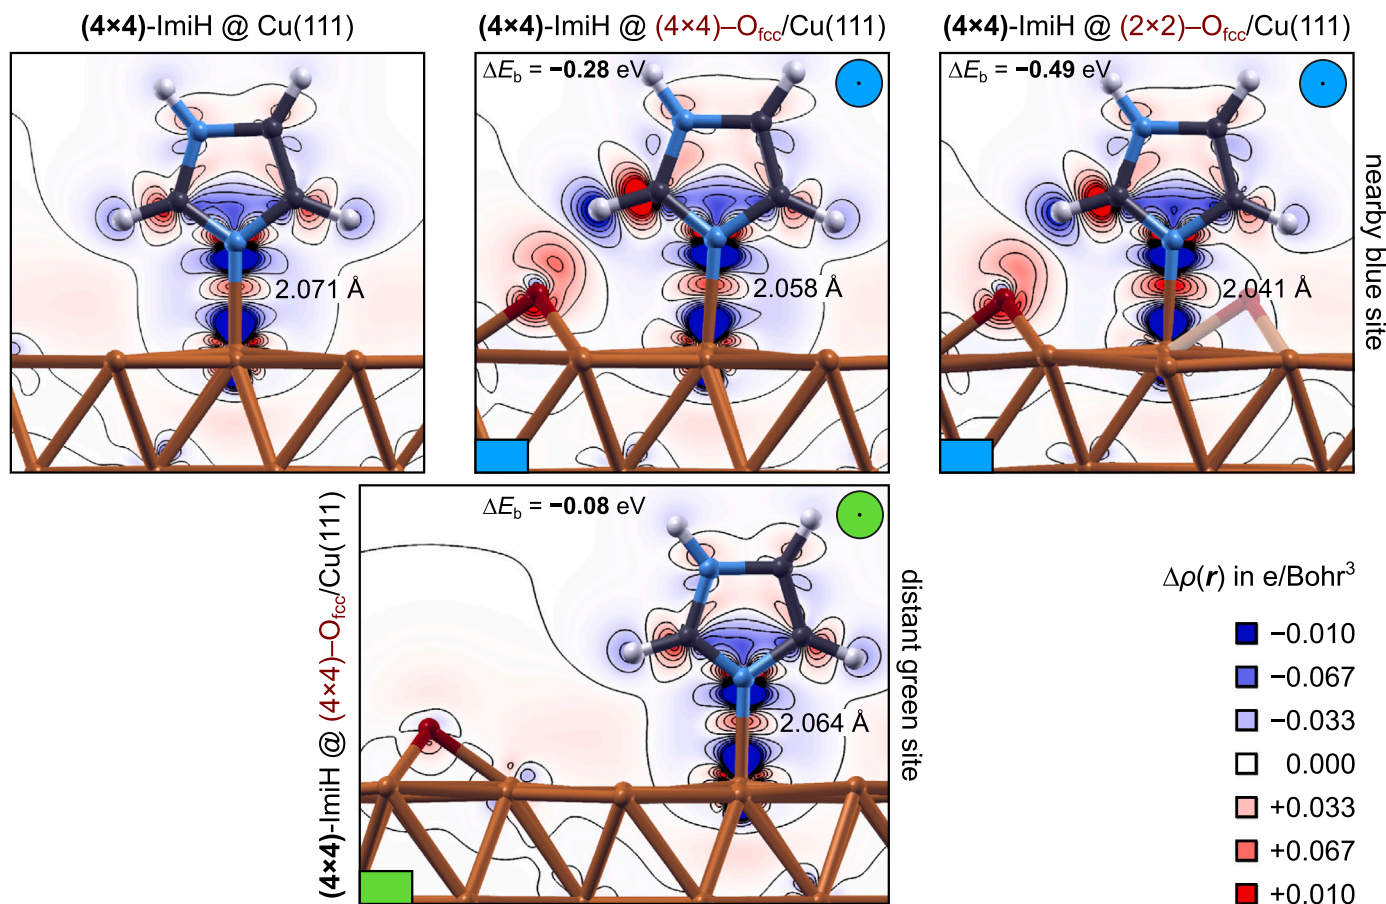 (4×4)-ImiH @ Cu(111)
(4×4)-ImiH @ (4×4)–Ofcc/Cu(111)
(4×4)-ImiH @ (2×2)–Ofcc/Cu(111)
2.071 Å
ΔEb = −0.28 eV
2.058 Å
ΔEb = −0.49 eV
2.041 Å
nearby blue site
(4×4)-ImiH @ (4×4)–Ofcc/Cu(111)
ΔEb = −0.08 eV
2.064 Å
distant green site
Δρ(r) in e/Bohr3
−0.010
−0.067
−0.033
0.000
+0.033
+0.067
+0.010